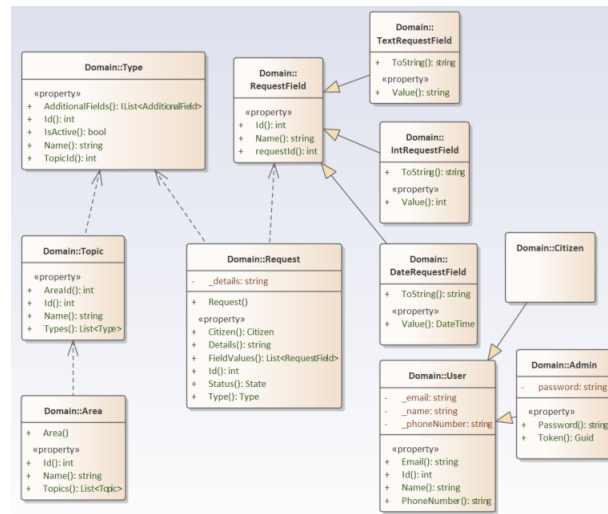 Domain::Type
«property»
+ AdditionalFields(): IList<AdditionalField>
+ Id(): int
+ IsActive(): bool
+ Name(): string
+ TopicId(): int
Domain::
RequestField
«property»
+ Id(): int
+ Name(): string
+ requestId(): int
Domain::
TextRequestField
+ ToString(): string
«property»
+ Value(): string
Domain::
IntRequestField
+ ToString(): string
«property»
+ Value(): int
Domain::Topic
«property»
+ AreaId(): int
+ Id(): int
+ Name(): string
+ Types(): List<Type>
Domain::Request
- _details: string
+ Request()
«property»
+ Citizen(): Citizen
+ Details(): string
+ FieldValues(): List<RequestField>
+ Id(): int
+ Status(): State
+ Type(): Type
Domain::
DateRequestField
+ ToString(): string
«property»
+ Value(): DateTime
Domain::Citizen
Domain::Area
+ Area()
«property»
+ Id(): int
+ Name(): string
+ Topics(): List<Topic>
Domain::User
- _email: string
- _name: string
- _phoneNumber: string
«property»
+ Email(): string
+ Id(): int
+ Name(): string
+ PhoneNumber(): string
Domain::Admin
- password: string
«property»
+ Password(): string
+ Token(): Guid